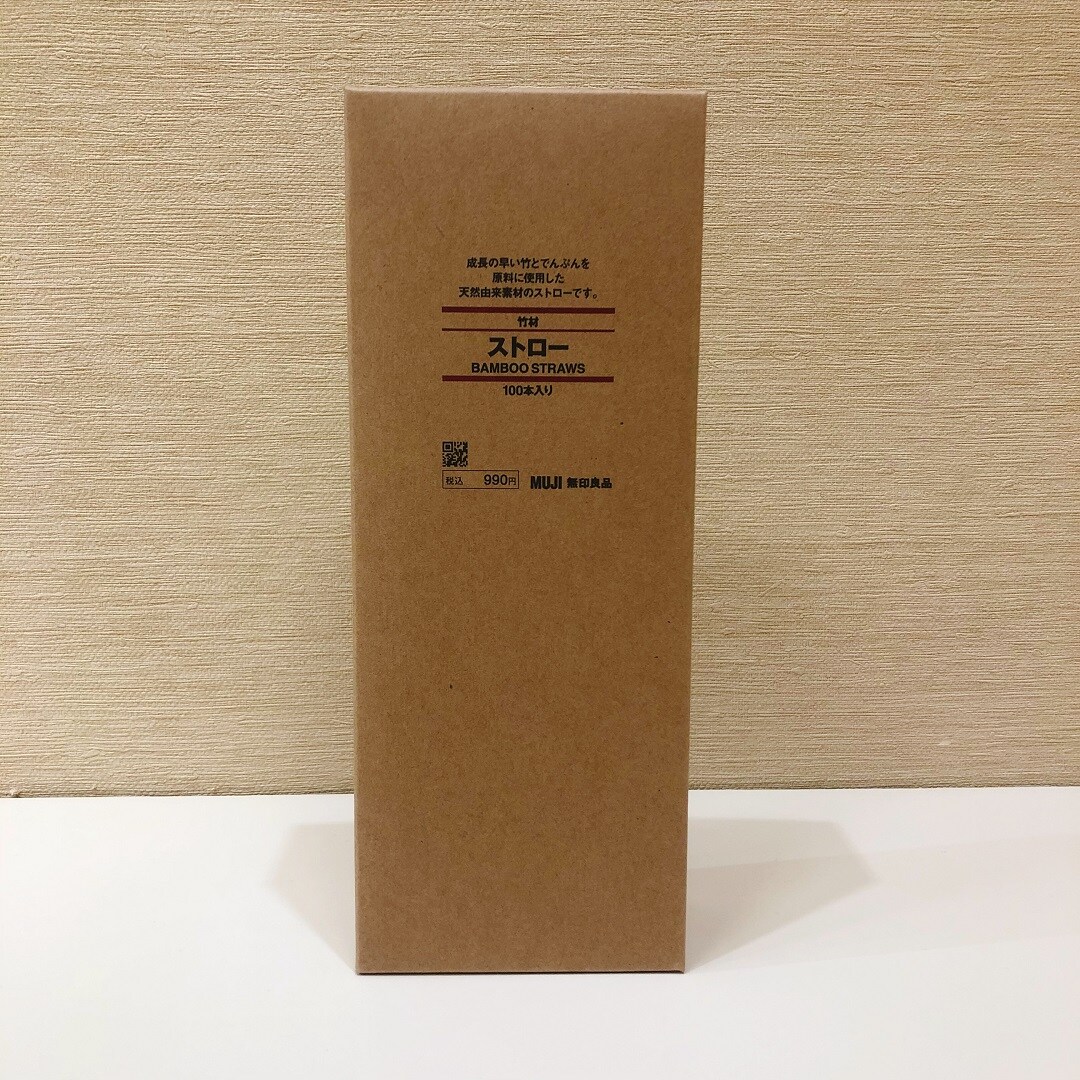 成長の早い竹とでんぷんを
原料に使用した
天然由来素材のストローです。
竹材
ストロー
BAMBOO STRAWS
100本入り
税込 990円 MUJI 無印良品